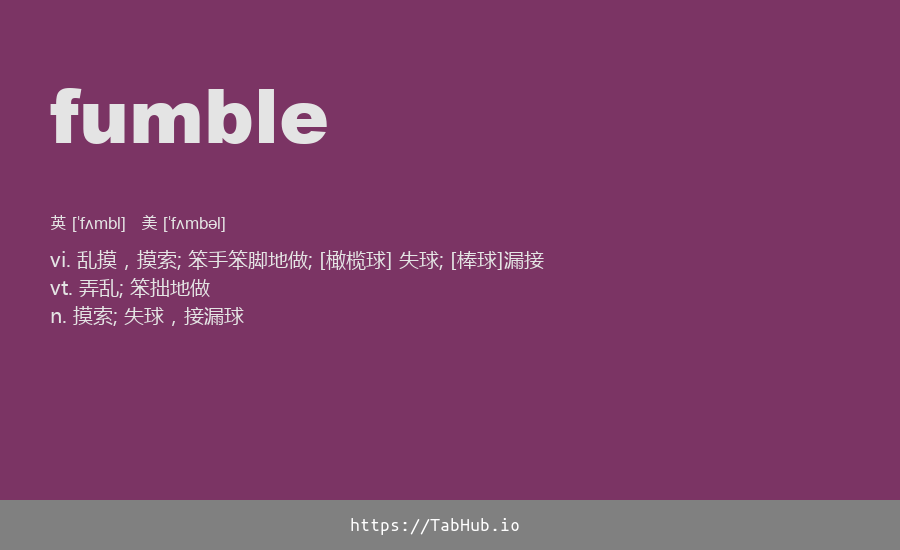 fumble
英 [ˈfʌmbl] 美 [ˈfʌmbəl]
vi. 乱摸，摸索; 笨手笨脚地做; [橄榄球] 失球; [棒球]漏接
vt. 弄乱; 笨拙地做
n. 摸索; 失球，接漏球
https://TabHub.io